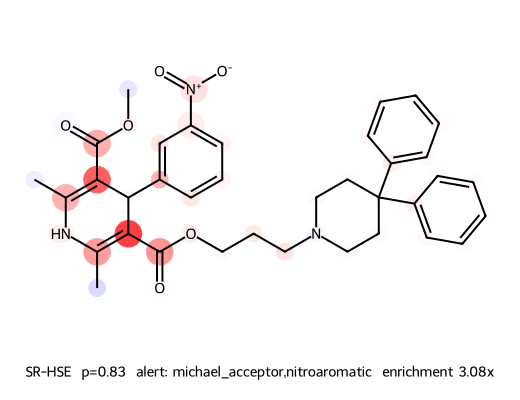 O
N⁺
O⁻
O
O
HN
O
N
O
SR-HSE p=0.83 alert: michael_acceptor,nitroaromatic enrichment 3.08x